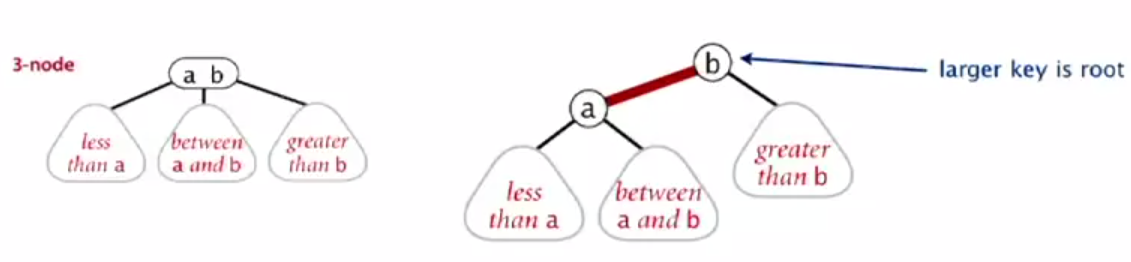 3-node
a b
less
than a
between
a and b
greater
than b
b
larger key is root
a
less
than a
between
a and b
greater
than b